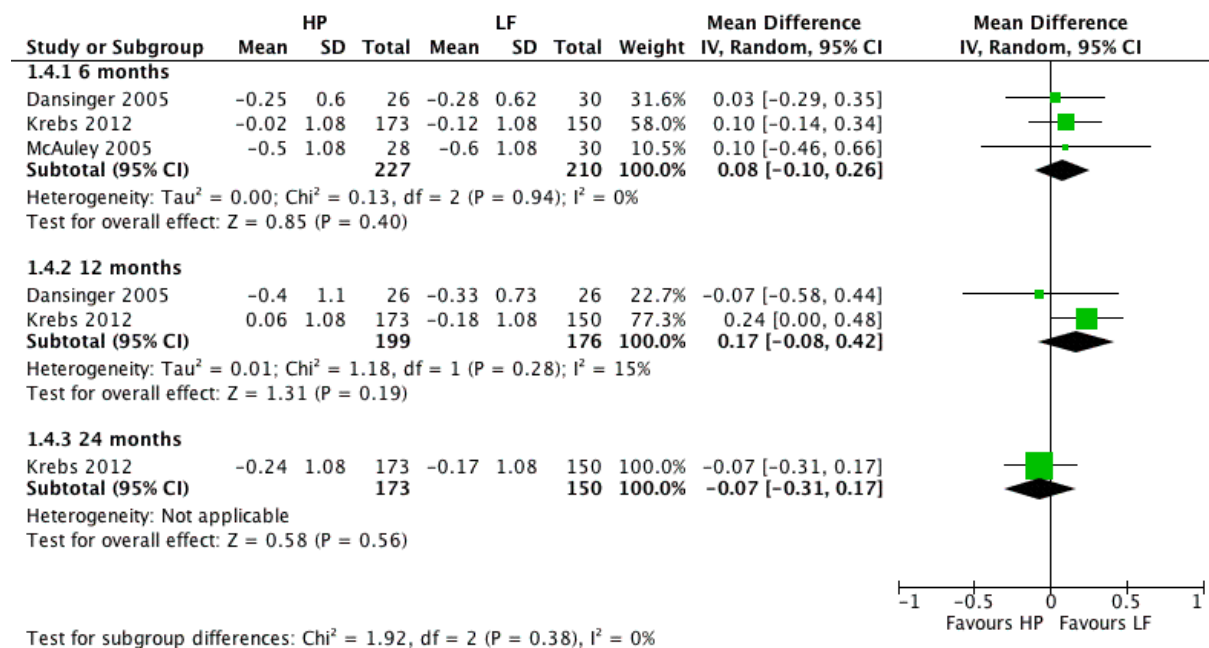 HP LF Mean Difference Mean Difference
Study or Subgroup Mean SD Total Mean SD Total Weight IV, Random, 95% CI IV, Random, 95% CI
1.4.1 6 months
Dansinger 2005 −0.25 0.6 26 −0.28 0.62 30 31.6% 0.03 [−0.29, 0.35]
Krebs 2012 −0.02 1.08 173 −0.12 1.08 150 58.0% 0.10 [−0.14, 0.34]
McAuley 2005 −0.5 1.08 28 −0.6 1.08 30 10.5% 0.10 [−0.46, 0.66]
Subtotal (95% CI) 227 210 100.0% 0.08 [−0.10, 0.26]
Heterogeneity: Tau² = 0.00; Chi² = 0.13, df = 2 (P = 0.94); I² = 0%
Test for overall effect: Z = 0.85 (P = 0.40)
1.4.2 12 months
Dansinger 2005 −0.4 1.1 26 −0.33 0.73 26 22.7% −0.07 [−0.58, 0.44]
Krebs 2012 0.06 1.08 173 −0.18 1.08 150 77.3% 0.24 [0.00, 0.48]
Subtotal (95% CI) 199 176 100.0% 0.17 [−0.08, 0.42]
Heterogeneity: Tau² = 0.01; Chi² = 1.18, df = 1 (P = 0.28); I² = 15%
Test for overall effect: Z = 1.31 (P = 0.19)
1.4.3 24 months
Krebs 2012 −0.24 1.08 173 −0.17 1.08 150 100.0% −0.07 [−0.31, 0.17]
Subtotal (95% CI) 173 150 100.0% −0.07 [−0.31, 0.17]
Heterogeneity: Not applicable
Test for overall effect: Z = 0.58 (P = 0.56)
−1 −0.5 0 0.5 1
Favours HP Favours LF
Test for subgroup differences: Chi² = 1.92, df = 2 (P = 0.38), I² = 0%